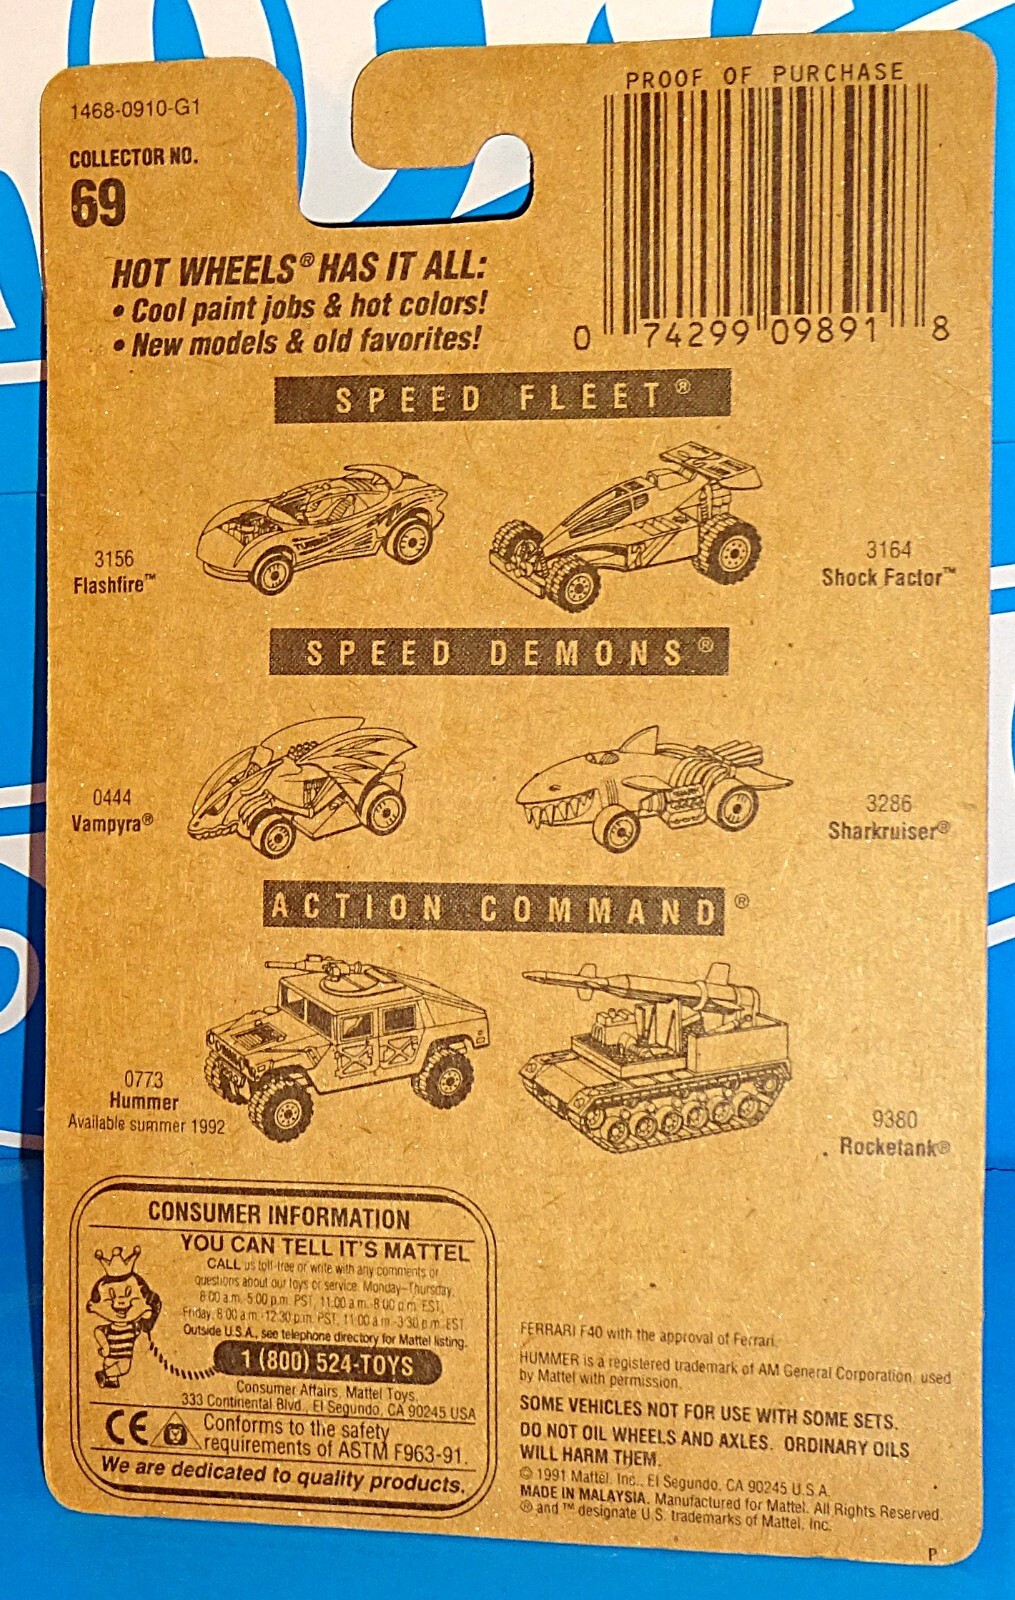 1468-0910-G1
COLLECTOR NO.
69
PROOF OF PURCHASE
0 74299 09891 8
HOT WHEELS® HAS IT ALL:
• Cool paint jobs & hot colors!
• New models & old favorites!
SPEED FLEET®
3156
Flashfire™
3164
Shock Factor™
SPEED DEMONS®
0444
Vampyra®
3286
Sharkruiser®
ACTION COMMAND®
0773
Hummer
Available summer 1992
9380
Rocketank®
CONSUMER INFORMATION
YOU CAN TELL IT'S MATTEL
CALL us toll-free or write with any comments or
questions about our toys or service. Monday–Thursday,
8:00 a.m.-5:00 p.m. PST, 11:00 a.m.-8:00 p.m. EST,
Friday, 8:00 a.m.-12:30 p.m. PST, 11:00 a.m.-3:30 p.m. EST.
Outside U.S.A., see telephone directory for Mattel listing.
1 (800) 524-TOYS
Consumer Affairs, Mattel Toys,
333 Continental Blvd., El Segundo, CA 90245 USA
CE Conforms to the safety
requirements of ASTM F963-91.
We are dedicated to quality products.
FERRARI F40 with the approval of Ferrari.
HUMMER is a registered trademark of AM General Corporation, used
by Mattel with permission.
SOME VEHICLES NOT FOR USE WITH SOME SETS.
DO NOT OIL WHEELS AND AXLES. ORDINARY OILS
WILL HARM THEM.
© 1991 Mattel, Inc., El Segundo, CA 90245 U.S.A.
MADE IN MALAYSIA. Manufactured for Mattel. All Rights Reserved.
® and ™ designate U.S. trademarks of Mattel, Inc.
P